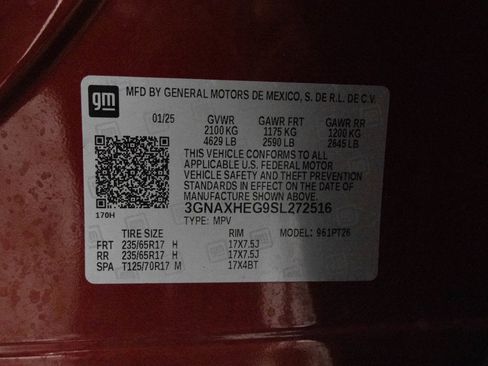 gm
MFD BY GENERAL MOTORS DE MEXICO, S. DE R.L. DE C.V.
01/25 GVWR GAWR FRT GAWR RR
2100 KG 1175 KG 1200 KG
4629 LB 2590 LB 2645 LB
THIS VEHICLE CONFORMS TO ALL
APPLICABLE U.S. FEDERAL MOTOR
VEHICLE SAFETY AND THEFT PREVENTION
STANDARDS IN EFFECT ON THE DATE OF
MANUFACTURE SHOWN ABOVE.
170H 3GNAXHEG9SL272516
TYPE: MPV
TIRE SIZE RIM MODEL: 961PT26
FRT 235/65R17 H 17X7.5J
RR 235/65R17 H 17X7.5J
SPA T125/70R17 M 17X4BT